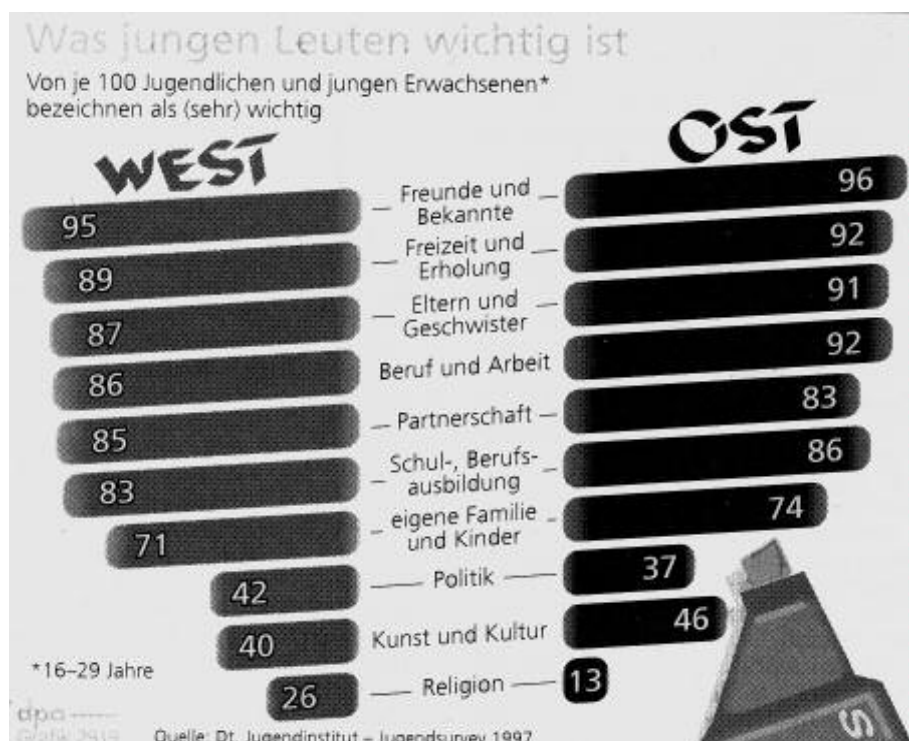 Was jungen Leuten wichtig ist
Von je 100 Jugendlichen und jungen Erwachsenen*
bezeichnen als (sehr) wichtig
WEST
OST
95
Freunde und
Bekannte
96
89
Freizeit und
Erholung
92
87
Eltern und
Geschwister
91
86
Beruf und Arbeit
92
85
Partnerschaft
83
83
Schul-, Berufs-
ausbildung
86
71
eigene Familie
und Kinder
74
42
Politik
37
40
Kunst und Kultur
46
26
Religion
13
*16–29 Jahre
dpa
Grafik
Quelle: Dt. Jugendinstitut – Jugendsurvey 1997